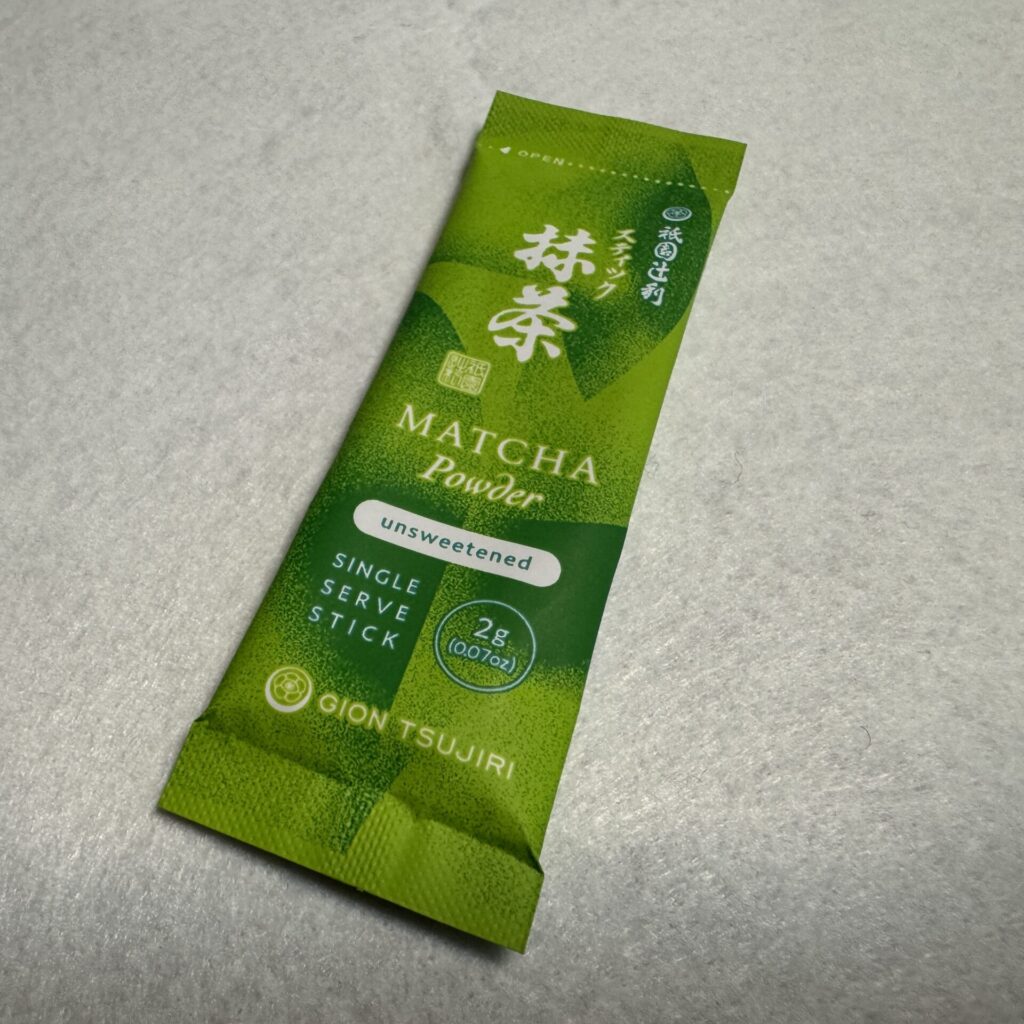 OPEN
祇園辻利
スティック
抹茶
MATCHA
Powder
unsweetened
SINGLE
SERVE
STICK
2g
(0.07oz)
GION TSUJIRI